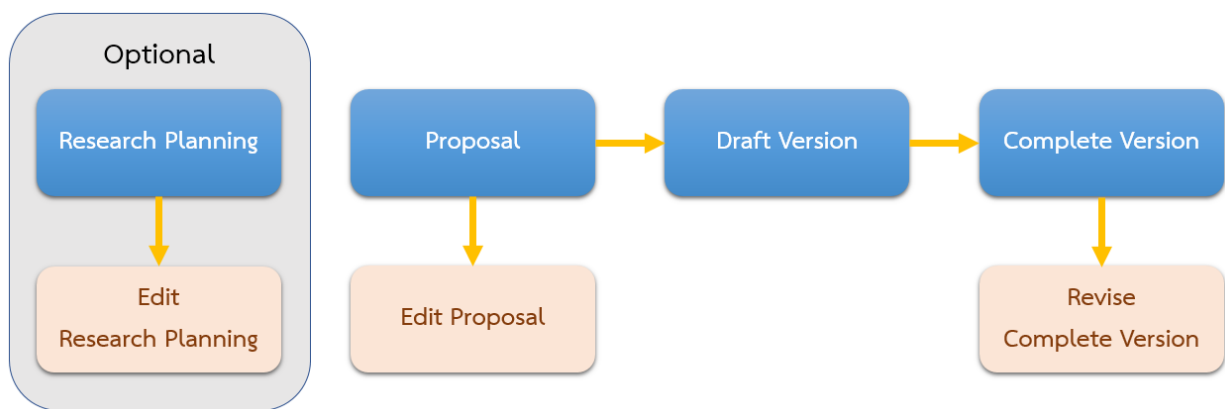 Optional
Research Planning
Proposal
Draft Version
Complete Version
Edit
Research Planning
Edit Proposal
Revise
Complete Version